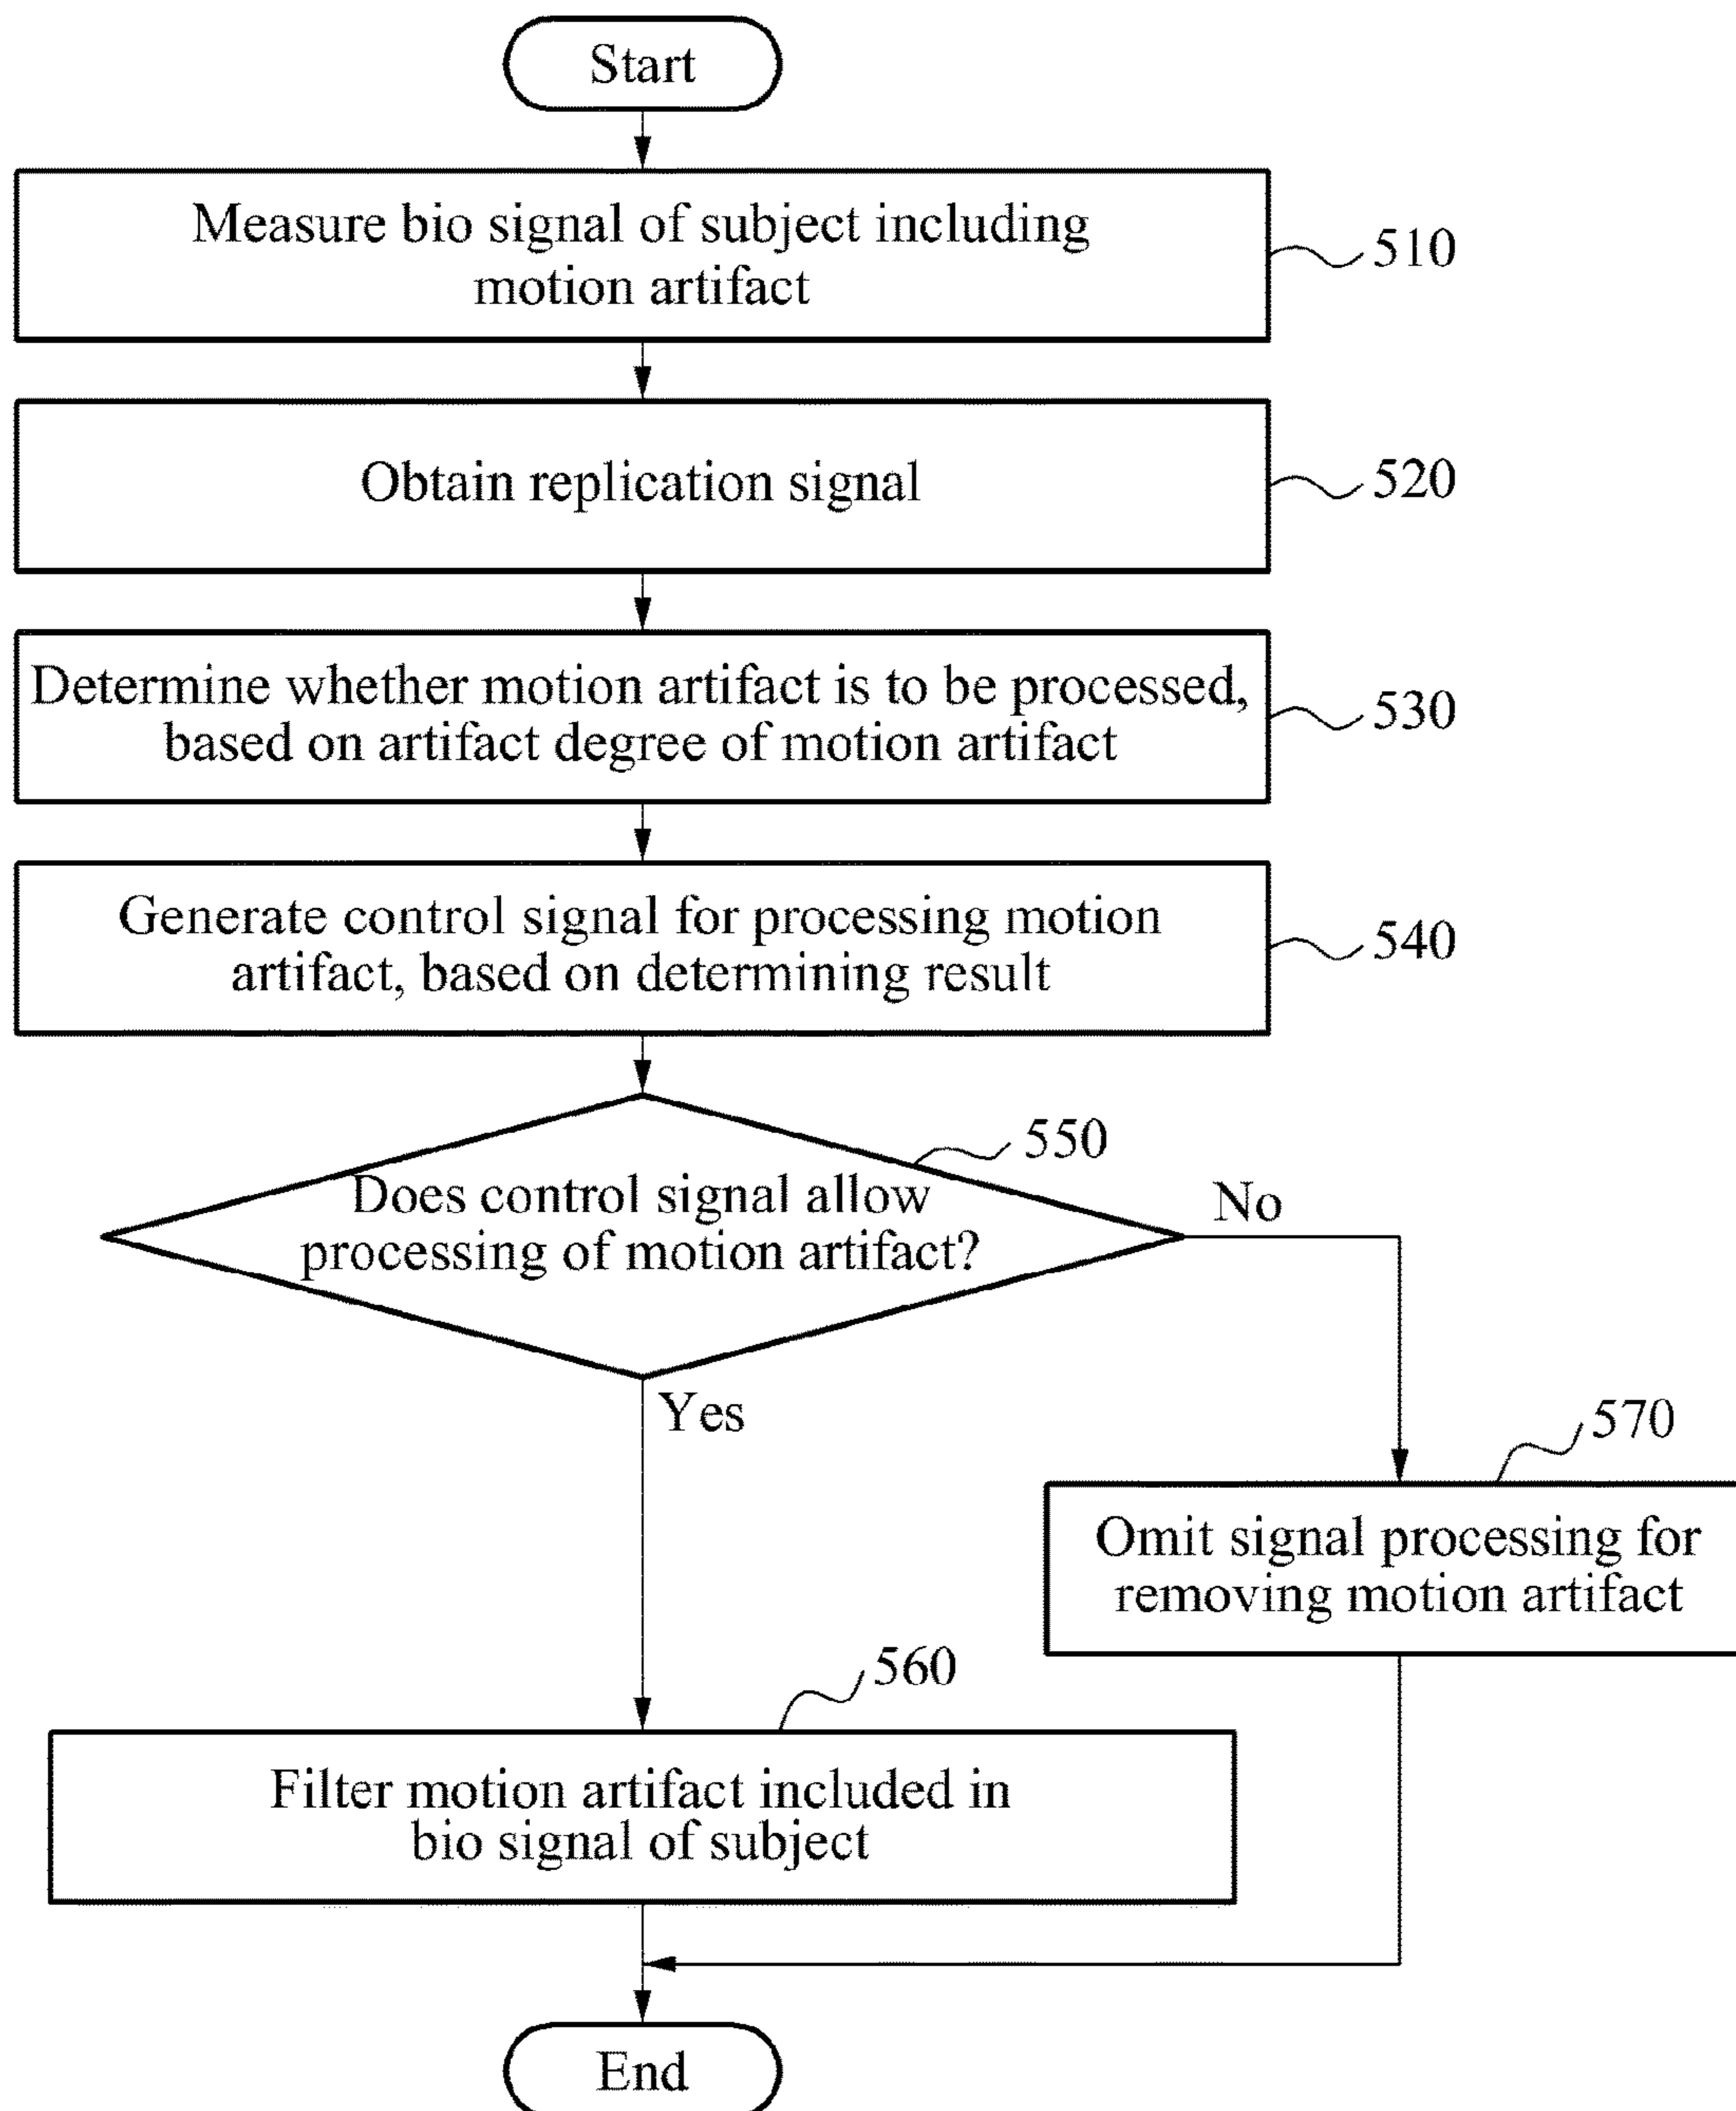 Start
Measure bio signal of subject including
motion artifact
510
Obtain replication signal
520
Determine whether motion artifact is to be processed,
based on artifact degree of motion artifact
530
Generate control signal for processing motion
artifact, based on determining result
540
550
Does control signal allow
processing of motion artifact?
No
Yes
570
Omit signal processing for
removing motion artifact
560
Filter motion artifact included in
bio signal of subject
End